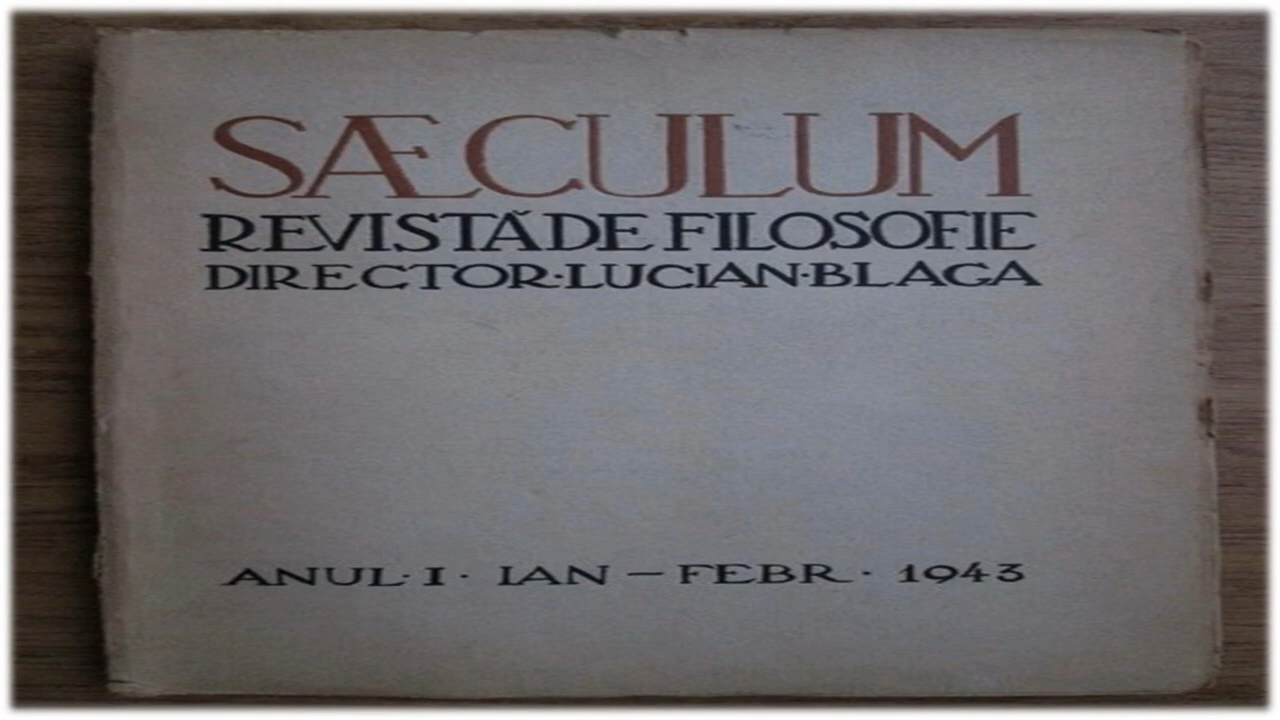 SÆCULUM
REVISTĂ DE FILOSOFIE
DIRECTOR·LUCIAN·BLAGA
ANUL·I· IAN – FEBR· 1943